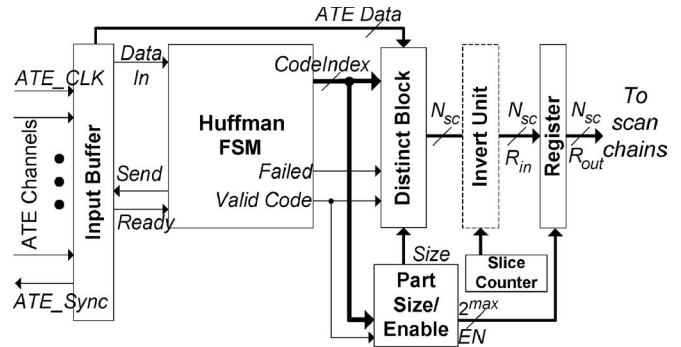 ATE Data
ATE_CLK
Data
In
CodeIndex
Huffman
FSM
Input Buffer
ATE Channels
Send
Ready
ATE_Sync
Failed
Valid Code
Distinct Block
Size
Part
Size/
Enable
N_sc
Invert Unit
N_sc
R_in
Register
N_sc
R_out
To
scan
chains
Slice
Counter
2^max
EN